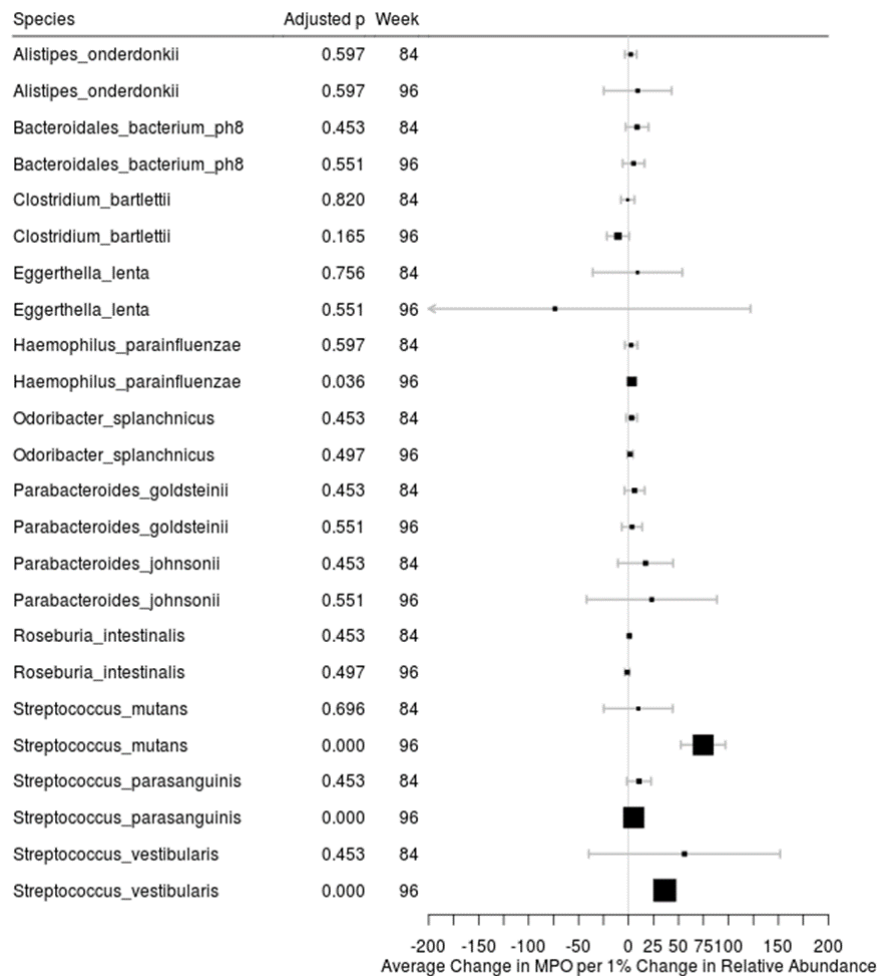 Species Adjusted p Week
Alistipes_onderdonkii 0.597 84
Alistipes_onderdonkii 0.597 96
Bacteroidales_bacterium_ph8 0.453 84
Bacteroidales_bacterium_ph8 0.551 96
Clostridium_bartlettii 0.820 84
Clostridium_bartlettii 0.165 96
Eggerthella_lenta 0.756 84
Eggerthella_lenta 0.551 96
Haemophilus_parainfluenzae 0.597 84
Haemophilus_parainfluenzae 0.036 96
Odoribacter_splanchnicus 0.453 84
Odoribacter_splanchnicus 0.497 96
Parabacteroides_goldsteinii 0.453 84
Parabacteroides_goldsteinii 0.551 96
Parabacteroides_johnsonii 0.453 84
Parabacteroides_johnsonii 0.551 96
Roseburia_intestinalis 0.453 84
Roseburia_intestinalis 0.497 96
Streptococcus_mutans 0.696 84
Streptococcus_mutans 0.000 96
Streptococcus_parasanguinis 0.453 84
Streptococcus_parasanguinis 0.000 96
Streptococcus_vestibularis 0.453 84
Streptococcus_vestibularis 0.000 96
-200 -150 -100 -50 0 25 50 75 100 150 200
Average Change in MPO per 1% Change in Relative Abundance